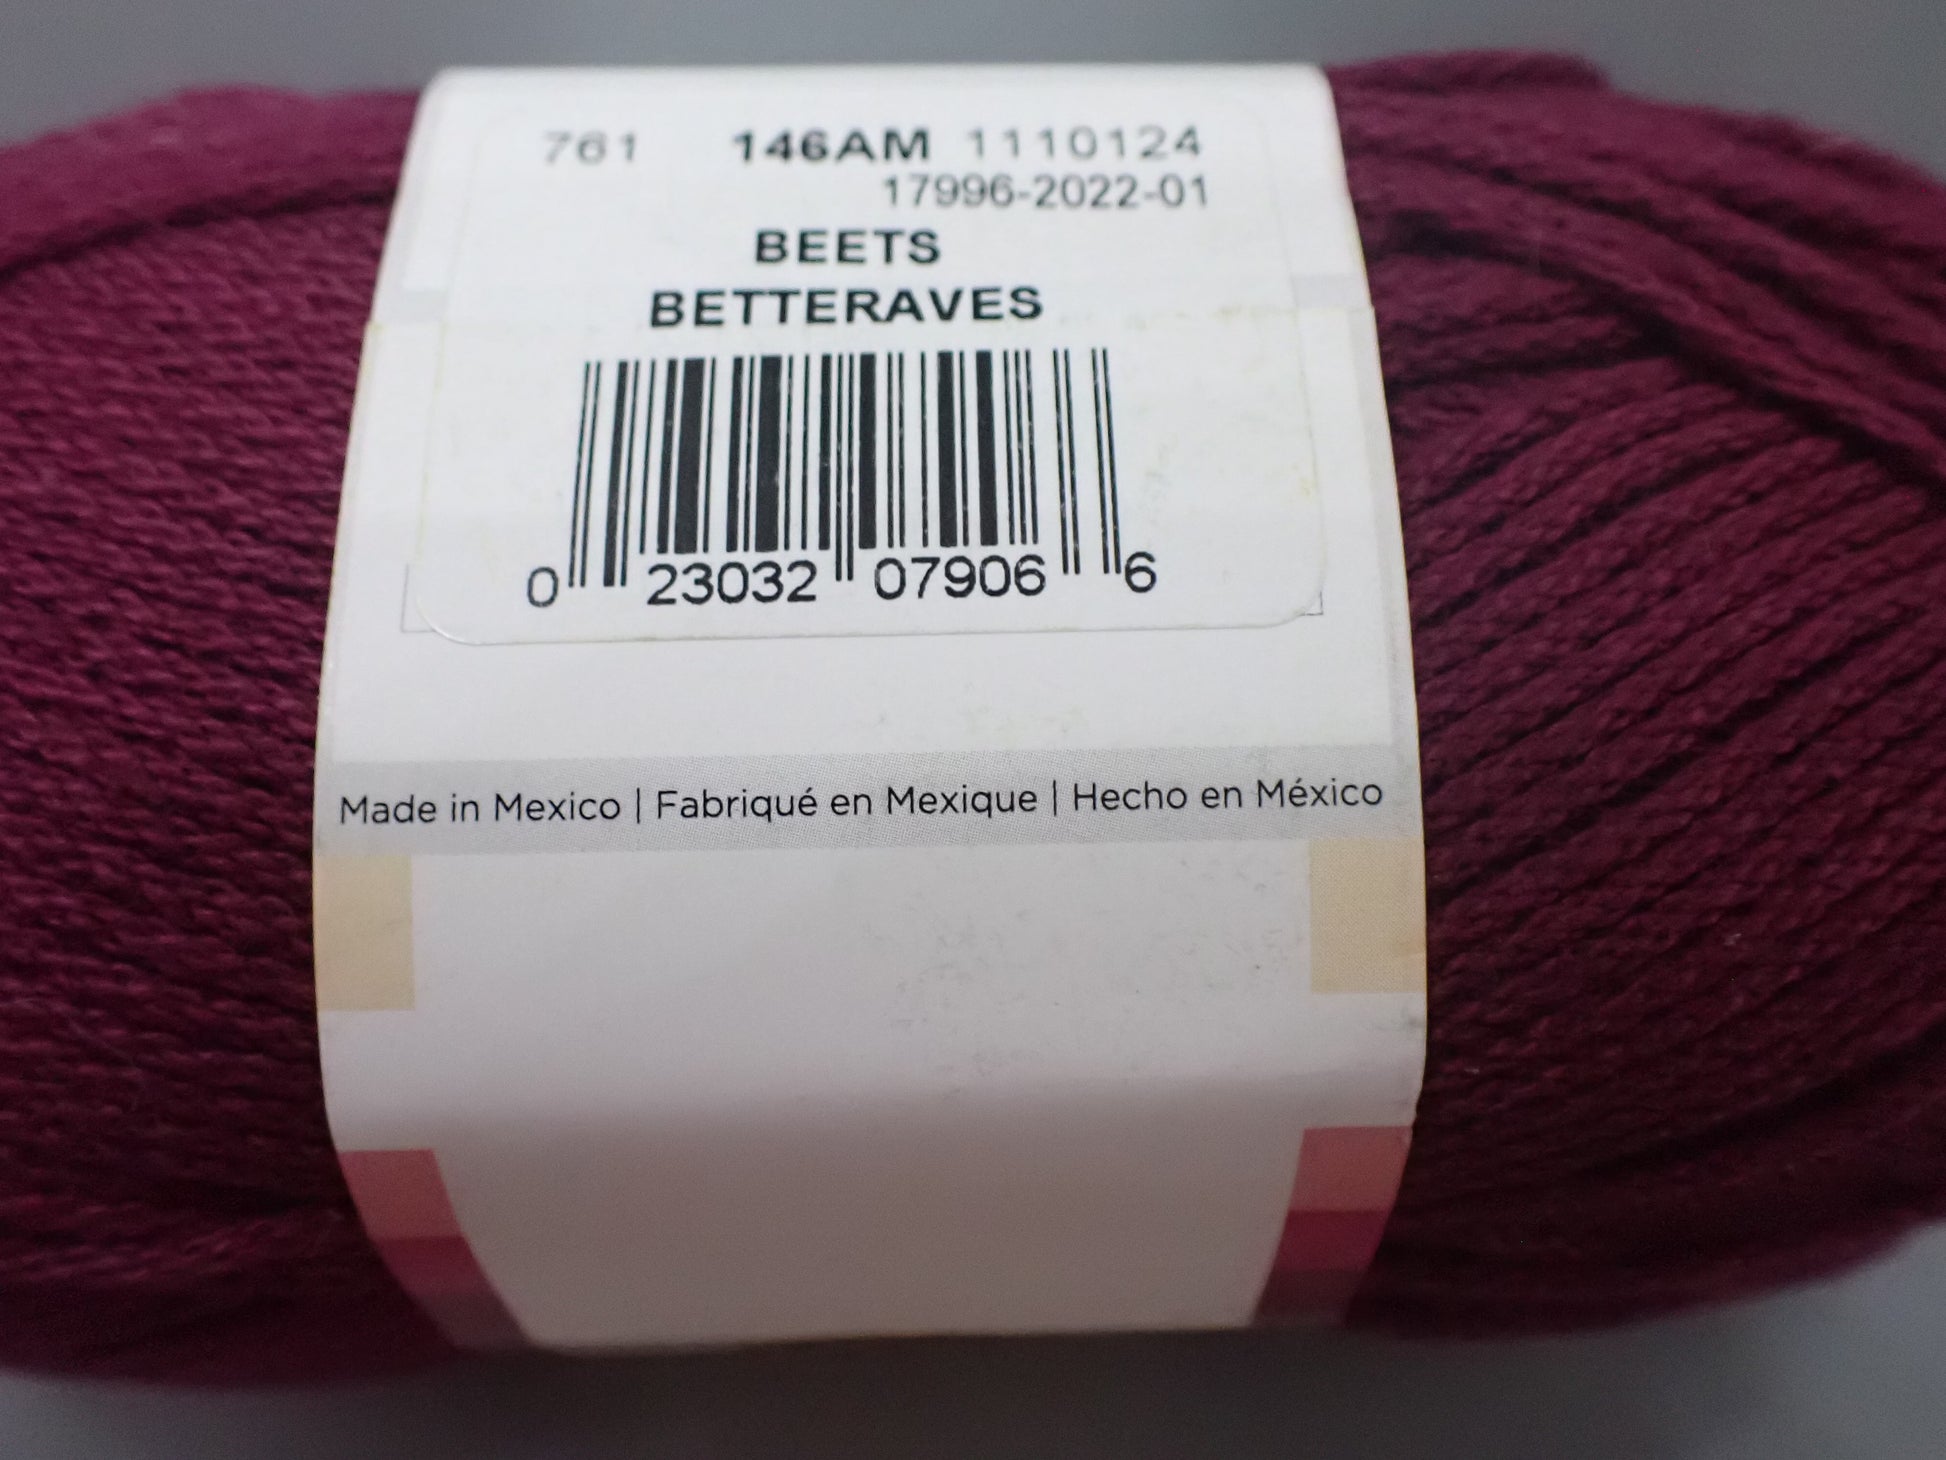 761 146AM 1110124
17996-2022-01
BEETS
BETTERAVES
0 23032 07906 6
Made in Mexico | Fabriqué en Mexique | Hecho en México